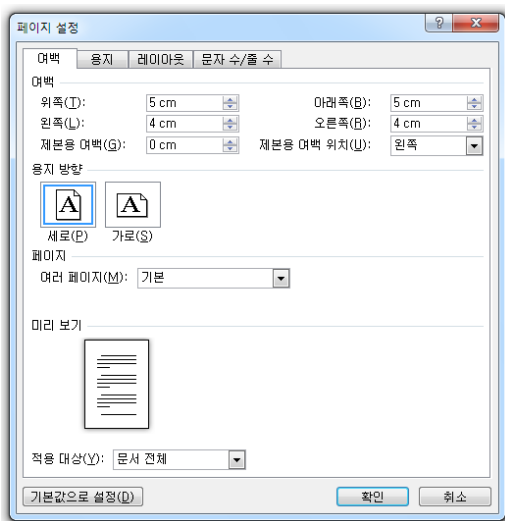 페이지 설정
여백 용지 레이아웃 문자 수/줄 수
여백
위쪽(T): 5 cm 아래쪽(B): 5 cm
왼쪽(L): 4 cm 오른쪽(R): 4 cm
제본용 여백(G): 0 cm 제본용 여백 위치(U): 왼쪽
용지 방향
A A
세로(P) 가로(S)
페이지
여러 페이지(M): 기본
미리 보기
적용 대상(Y): 문서 전체
기본값으로 설정(D) 확인 취소